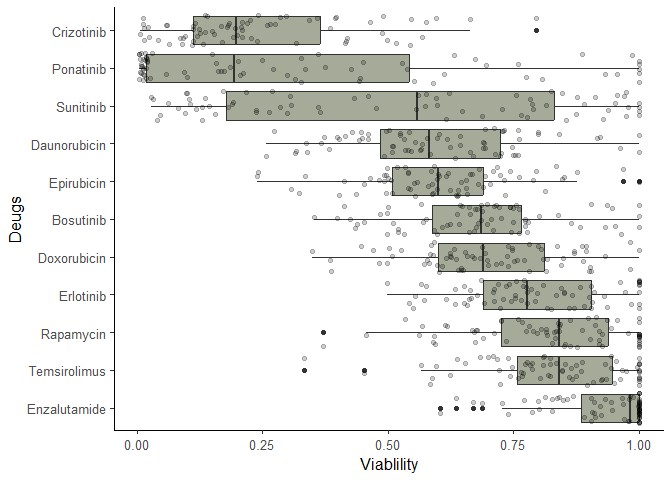 Deugs
Crizotinib
Ponatinib
Sunitinib
Daunorubicin
Epirubicin
Bosutinib
Doxorubicin
Erlotinib
Rapamycin
Temsirolimus
Enzalutamide
0.00 0.25 0.50 0.75 1.00
Viablility